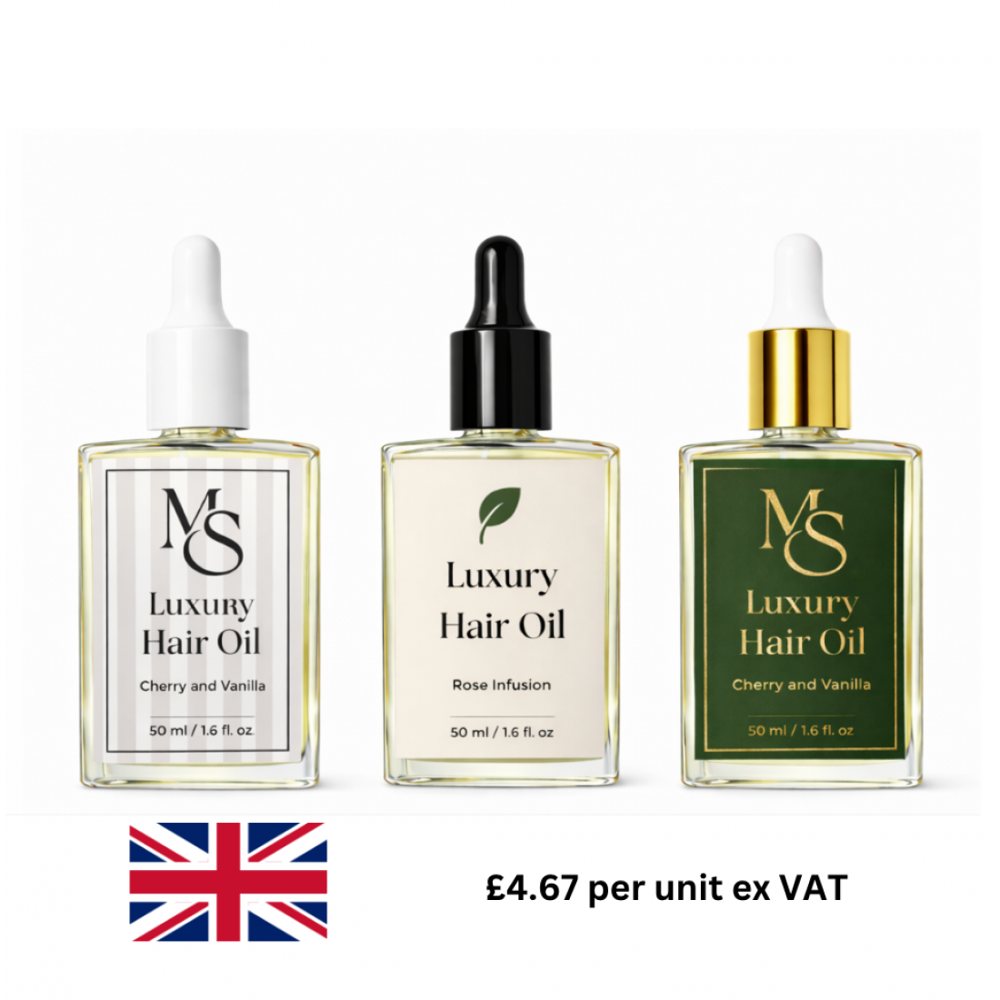 MS
Luxury
Hair Oil
Cherry and Vanilla
50 ml / 1.6 fl. oz.
Luxury
Hair Oil
Rose Infusion
50 ml / 1.6 fl. oz
MS
Luxury
Hair Oil
Cherry and Vanilla
50 ml / 1.6 fl. oz
£4.67 per unit ex VAT